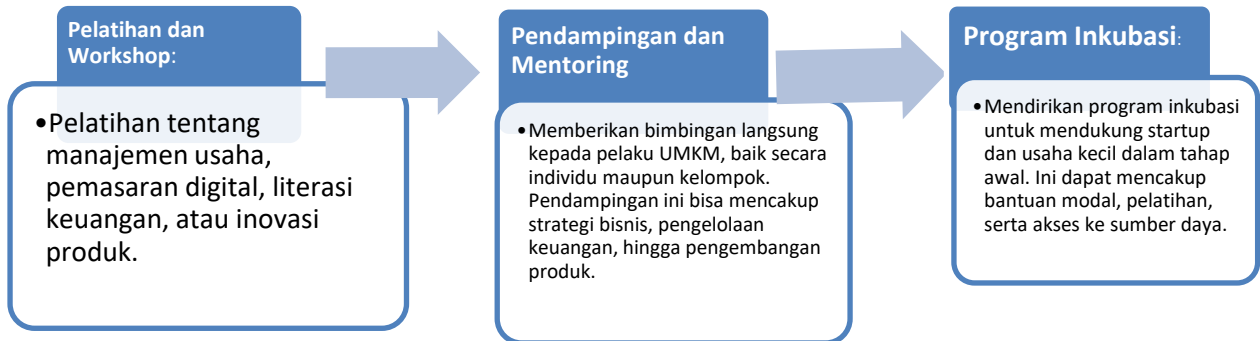 Pelatihan dan
Workshop:
•Pelatihan tentang
manajemen usaha,
pemasaran digital, literasi
keuangan, atau inovasi
produk.
Pendampingan dan
Mentoring
•Memberikan bimbingan langsung
kepada pelaku UMKM, baik secara
individu maupun kelompok.
Pendampingan ini bisa mencakup
strategi bisnis, pengelolaan
keuangan, hingga pengembangan
produk.
Program Inkubasi:
•Mendirikan program inkubasi
untuk mendukung startup
dan usaha kecil dalam tahap
awal. Ini dapat mencakup
bantuan modal, pelatihan,
serta akses ke sumber daya.